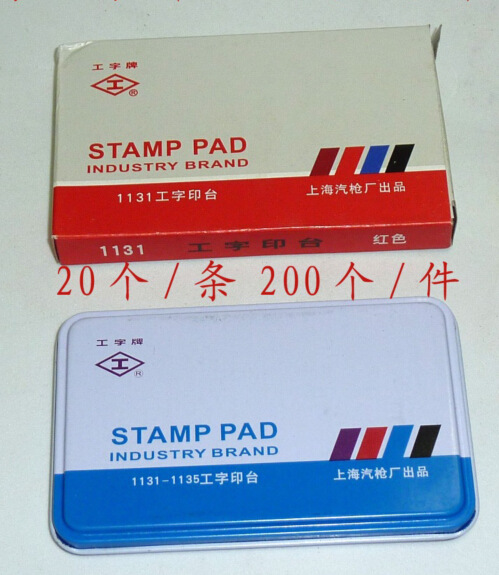 工字牌
工®
STAMP PAD
INDUSTRY BRAND
1131工字印台
上海汽枪厂出品
1131 工字印台 红色
20个/条 200个/件
工字牌
工®
STAMP PAD
INDUSTRY BRAND
1131-1135工字印台
上海汽枪厂出品